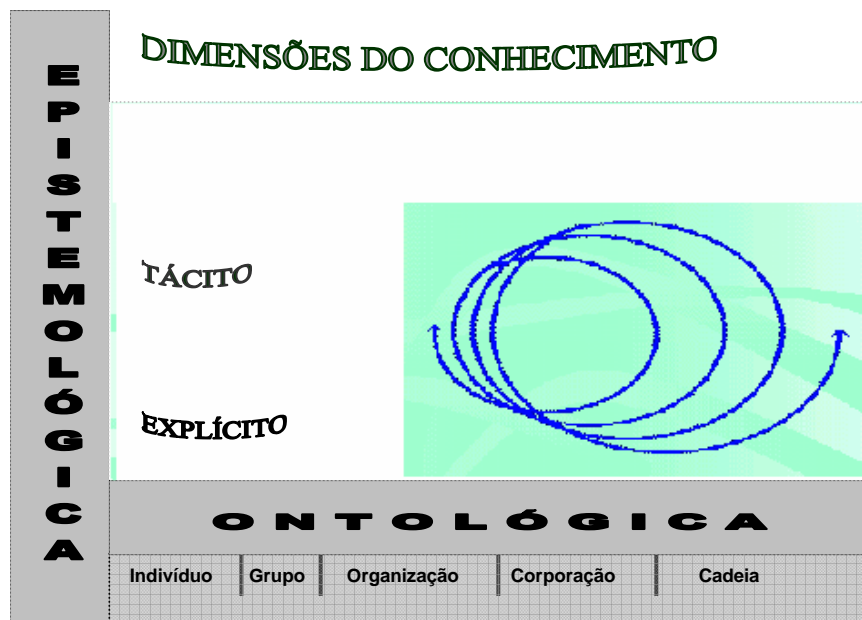 DIMENSÕES DO CONHECIMENTO
EPISTEMOLÓGICA
TÁCITO
EXPLÍCITO
ONTOLÓGICA
Indivíduo Grupo Organização Corporação Cadeia